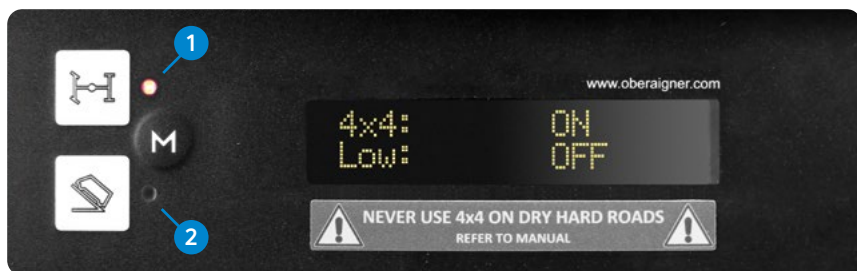 1
www.oberaigner.com
4x4: ON
M
Low: OFF
NEVER USE 4x4 ON DRY HARD ROADS
REFER TO MANUAL
2